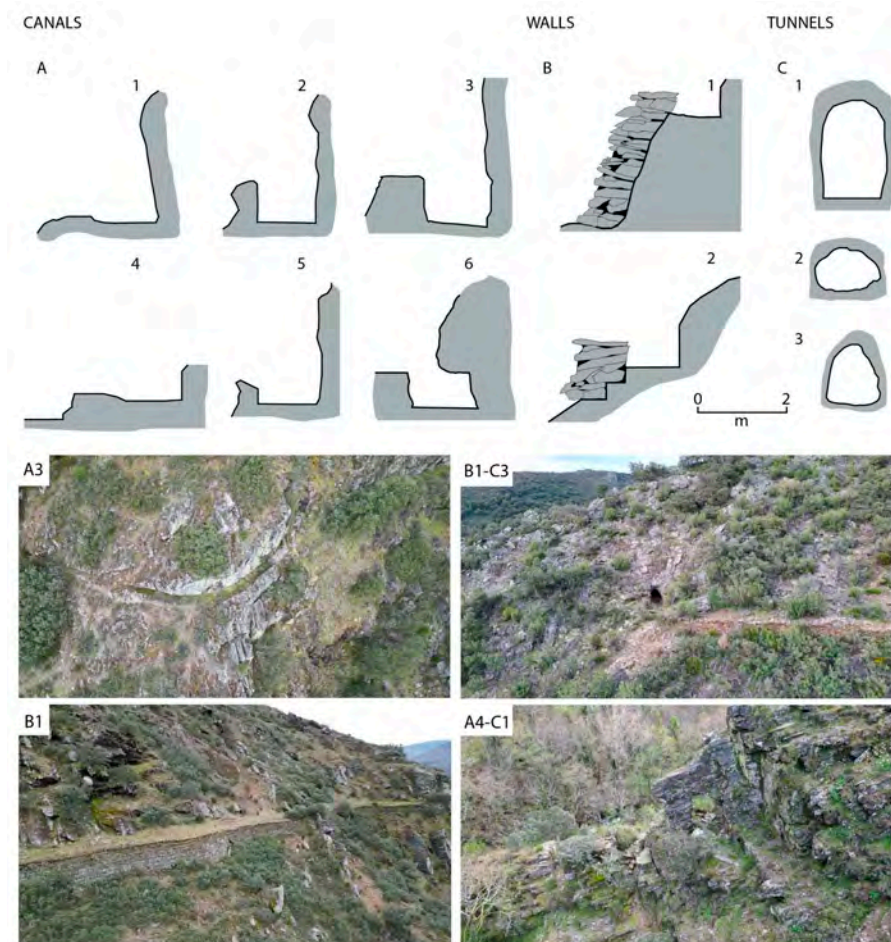 CANALS WALLS TUNNELS
A B C
1 2 3 1 1
2
4 5 6 2
3
0 2
m
A3 B1-C3
B1 A4-C1